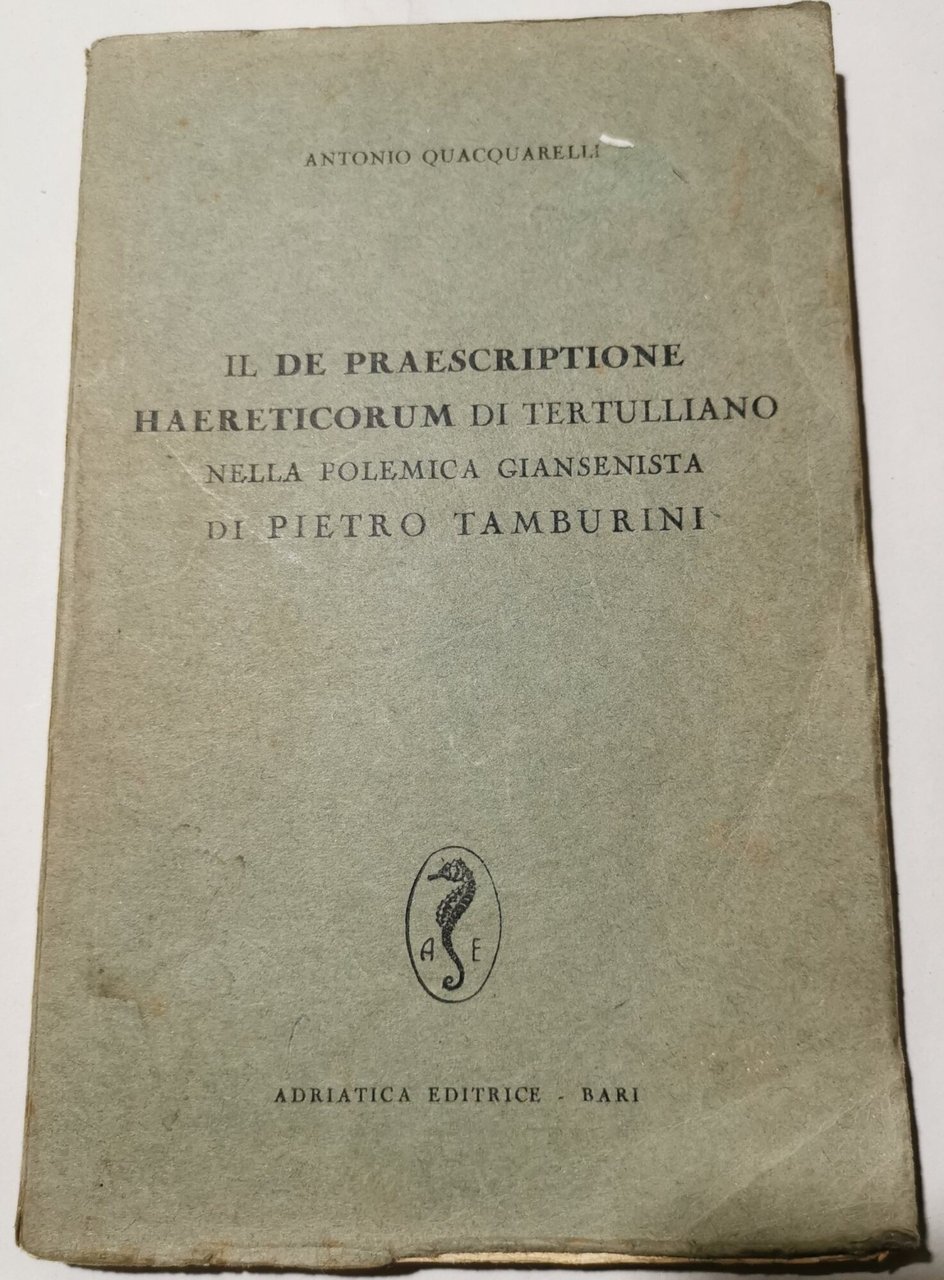 ANTONIO QUACQUARELLI
IL DE PRAESCRIPTIONE
HAERETICORUM DI TERTULLIANO
NELLA POLEMICA GIANSENISTA
DI PIETRO TAMBURINI
A E
ADRIATICA EDITRICE - BARI